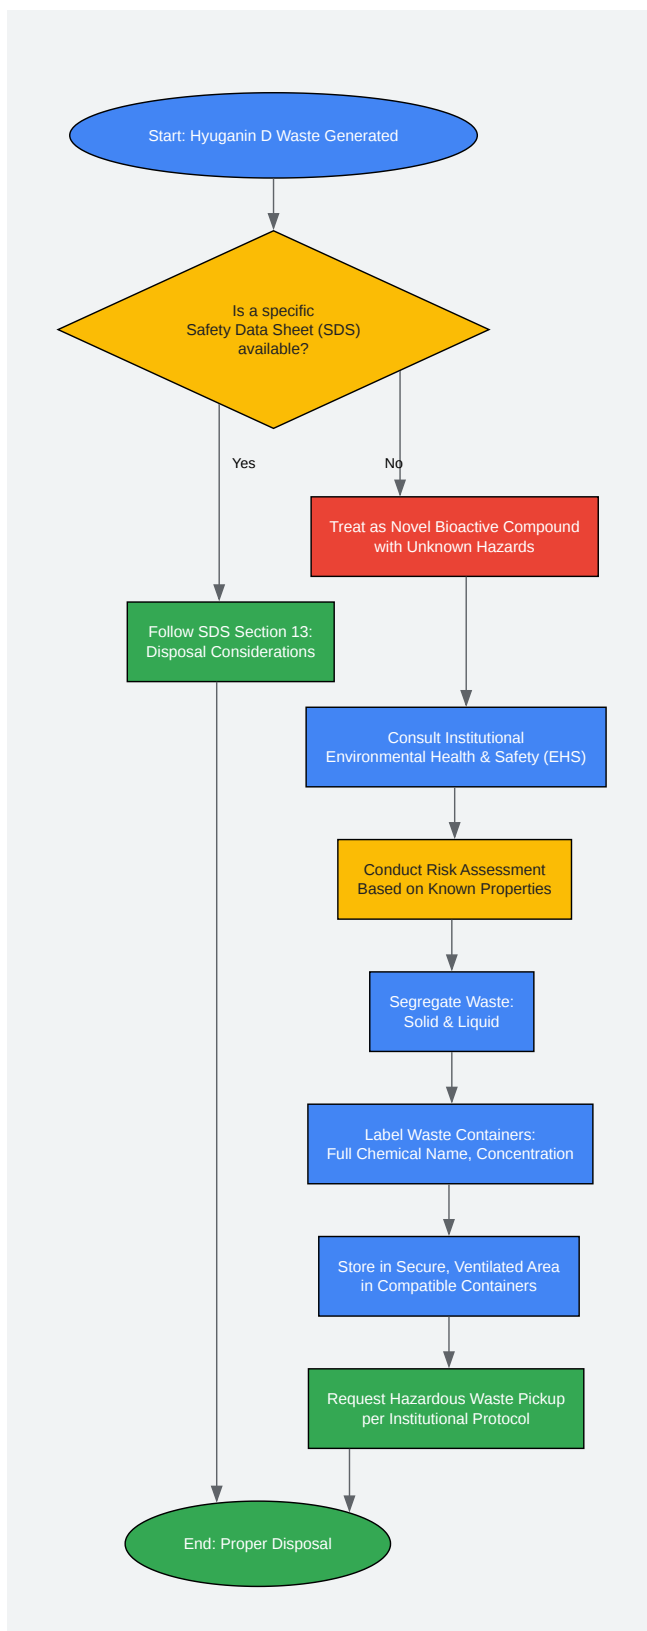 Start: Hyuganin D Waste Generated
Is a specific
Safety Data Sheet (SDS)
available?
Yes
No
Treat as Novel Bioactive Compound
with Unknown Hazards
Follow SDS Section 13:
Disposal Considerations
Consult Institutional
Environmental Health & Safety (EHS)
Conduct Risk Assessment
Based on Known Properties
Segregate Waste:
Solid & Liquid
Label Waste Containers:
Full Chemical Name, Concentration
Store in Secure, Ventilated Area
in Compatible Containers
Request Hazardous Waste Pickup
per Institutional Protocol
End: Proper Disposal